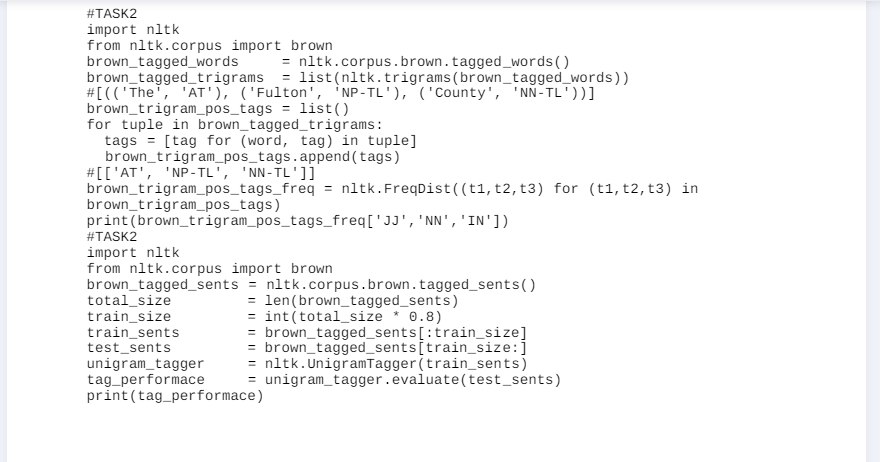 #TASK2
import nltk
from nltk.corpus import brown
brown_tagged_words     = nltk.corpus.brown.tagged_words()
brown_tagged_trigrams  = list(nltk.trigrams(brown_tagged_words))
#[(('The', 'AT'), ('Fulton', 'NP-TL'), ('County', 'NN-TL'))]
brown_trigram_pos_tags = list()
for tuple in brown_tagged_trigrams:
  tags = [tag for (word, tag) in tuple]
  brown_trigram_pos_tags.append(tags)
#[['AT', 'NP-TL', 'NN-TL']]
brown_trigram_pos_tags_freq = nltk.FreqDist((t1,t2,t3) for (t1,t2,t3) in
brown_trigram_pos_tags)
print(brown_trigram_pos_tags_freq['JJ','NN','IN'])
#TASK2
import nltk
from nltk.corpus import brown
brown_tagged_sents = nltk.corpus.brown.tagged_sents()
total_size         = len(brown_tagged_sents)
train_size         = int(total_size * 0.8)
train_sents        = brown_tagged_sents[:train_size]
test_sents         = brown_tagged_sents[train_size:]
unigram_tagger     = nltk.UnigramTagger(train_sents)
tag_performace     = unigram_tagger.evaluate(test_sents)
print(tag_performace)